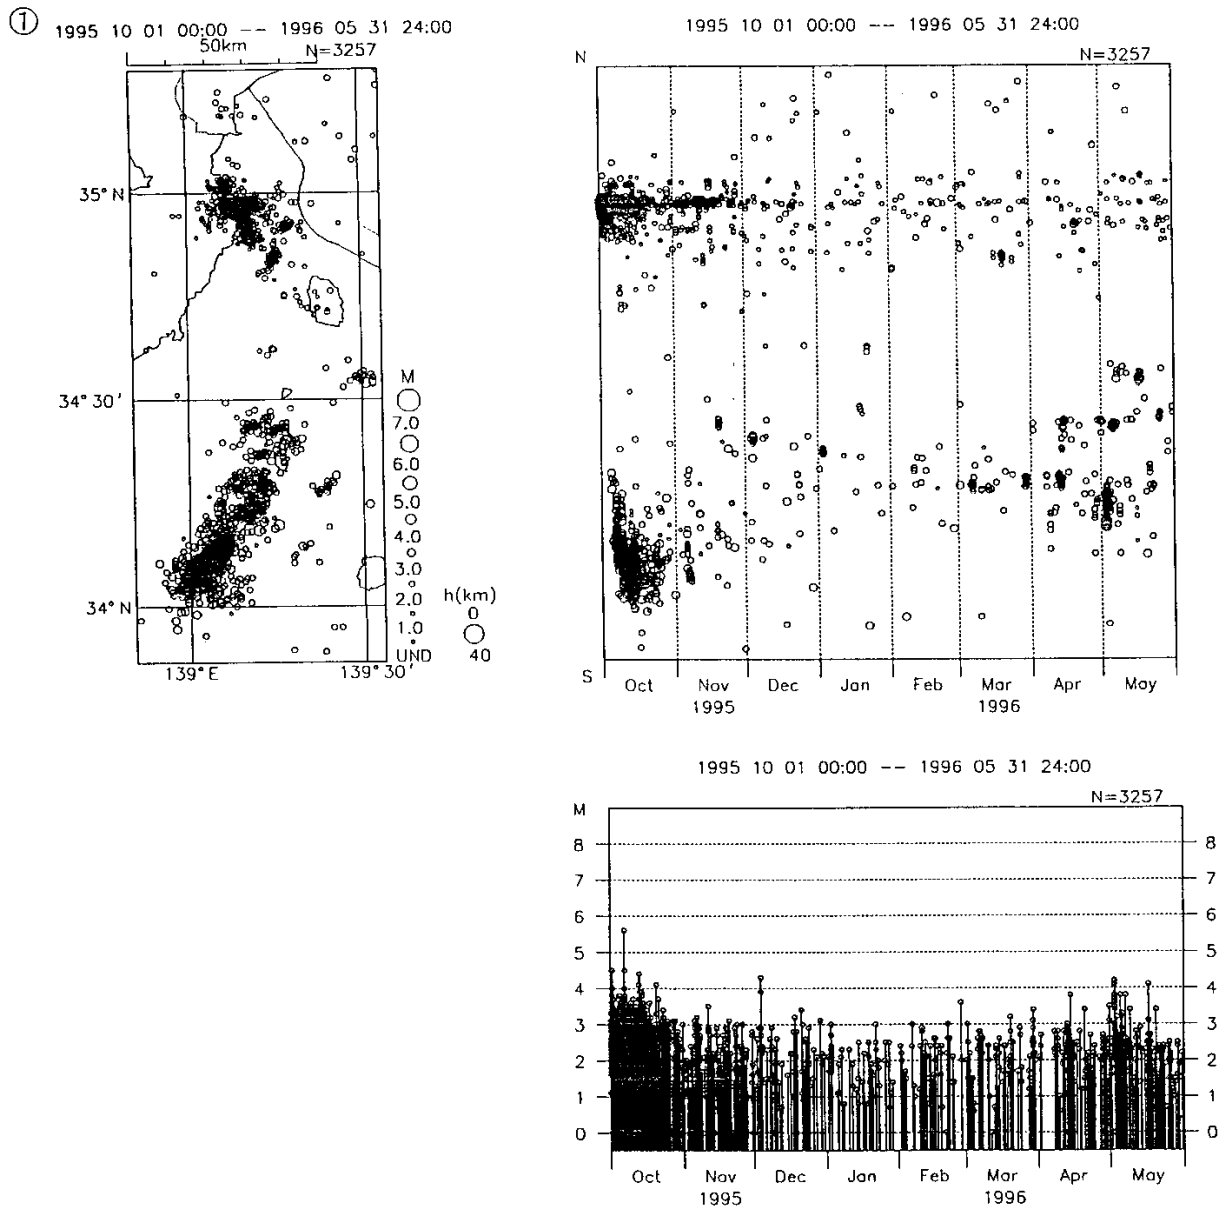 ①
1995 10 01 00:00 -- 1996 05 31 24:00
50km
N=3257
35° N
34° 30'
34° N
139° E
139° 30'
M
7.0
6.0
5.0
4.0
3.0
2.0
1.0
UND
h(km)
0
40
1995 10 01 00:00 -- 1996 05 31 24:00
N=3257
N
S
Oct
Nov
Dec
Jan
Feb
Mar
Apr
May
1995
1996
1995 10 01 00:00 -- 1996 05 31 24:00
N=3257
M
8 8
7 7
6 6
5 5
4 4
3 3
2 2
1 1
0 0
Oct
Nov
Dec
Jan
Feb
Mar
Apr
May
1995
1996